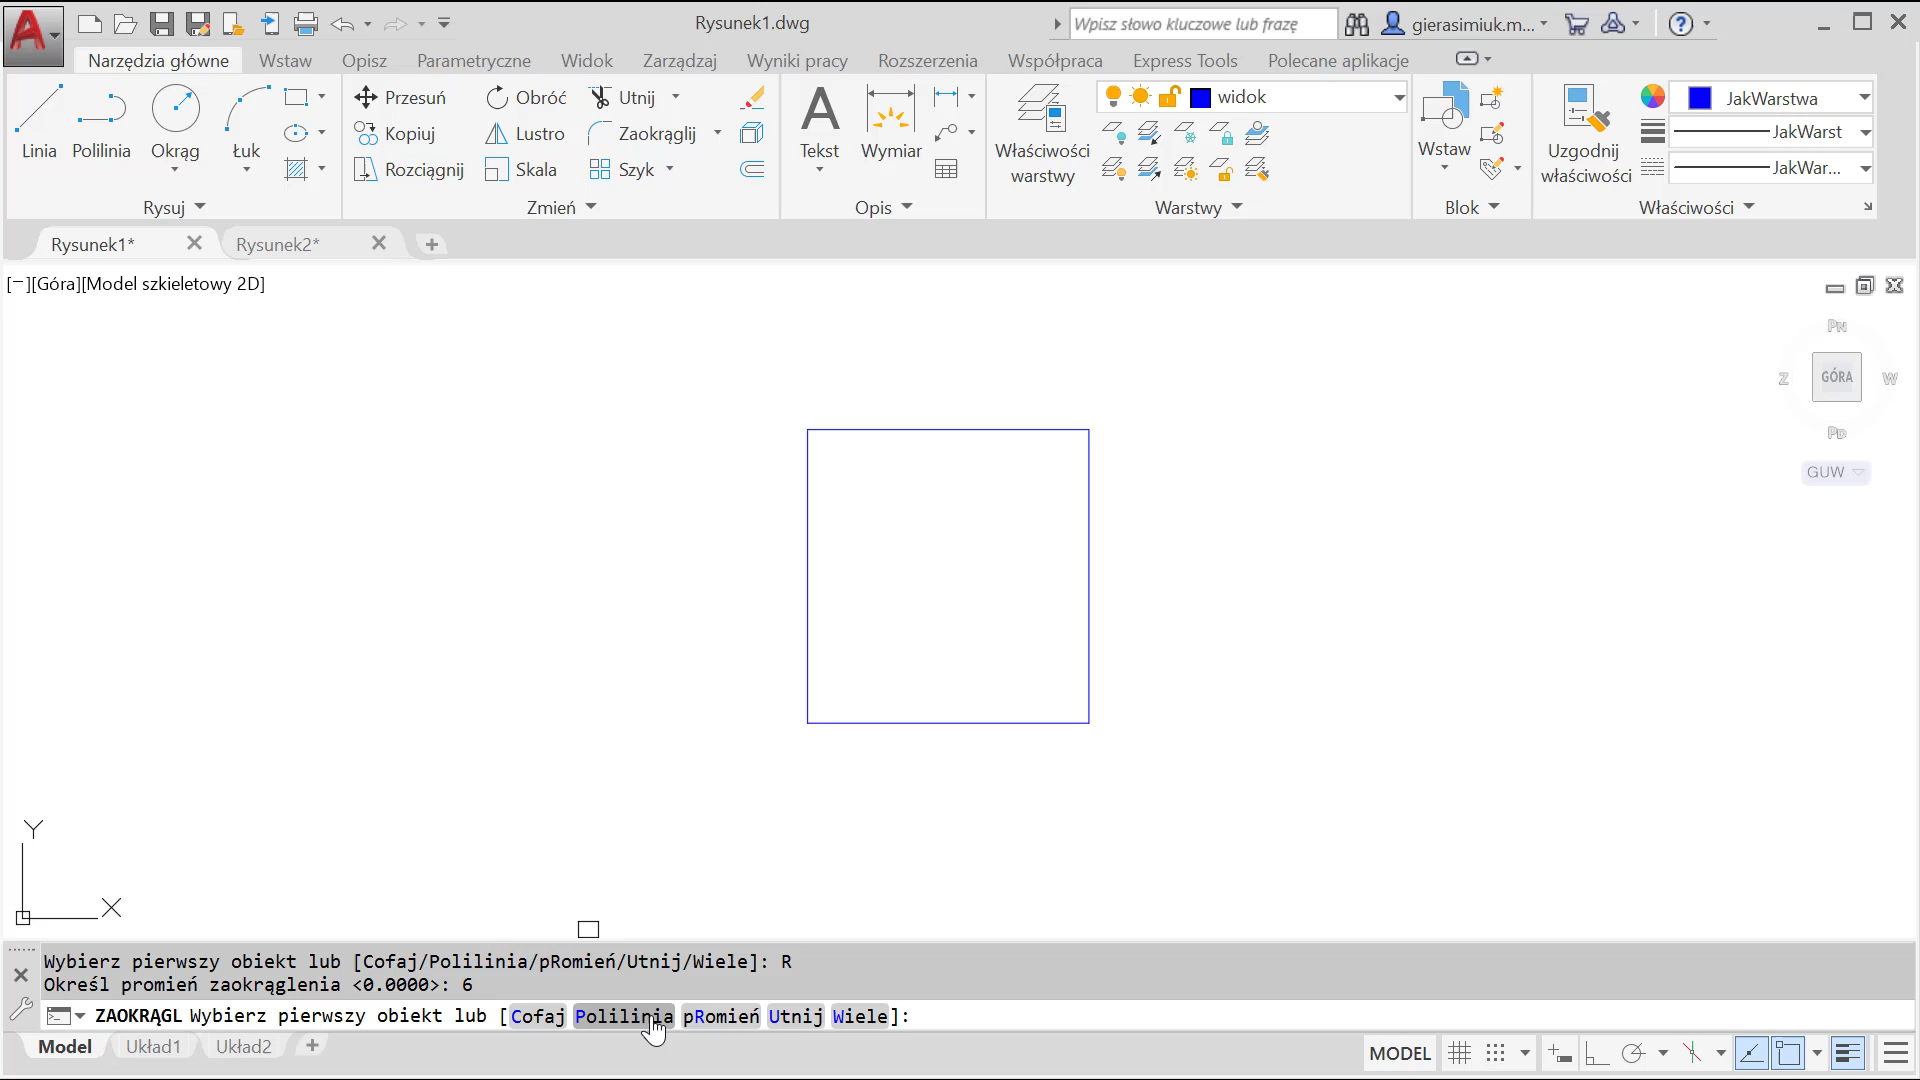 Rysunek1.dwg
Wpisz słowo kluczowe lub frazę
gierasimiuk.m...
Narzędzia główne Wstaw Opisz Parametryczne Widok Zarządzaj Wyniki pracy Rozszerzenia Współpraca Express Tools Polecane aplikacje
Linia
Polilinia
Okrąg
Łuk
Rysuj
Przesuń Obróć Utnij
Kopiuj Lustro Zaokrąglij
Rozciągnij Skala Szyk
Zmień
Tekst
Wymiar
Opis
Właściwości
warstwy
widok
Warstwy
Wstaw
Blok
Uzgodnij
właściwości
JakWarstwa
JakWarst
JakWar...
Właściwości
Rysunek1* Rysunek2*
[−][Góra][Model szkieletowy 2D]
PN
Z GÓRA W
PD
GUW
Y
X
Wybierz pierwszy obiekt lub [Cofaj/Polilinia/pRomień/Utnij/Wiele]: R
Określ promień zaokrąglenia <0.0000>: 6
ZAOKRĄGL Wybierz pierwszy obiekt lub [Cofaj Polilinia pRomień Utnij Wiele]:
Model Układ1 Układ2
MODEL